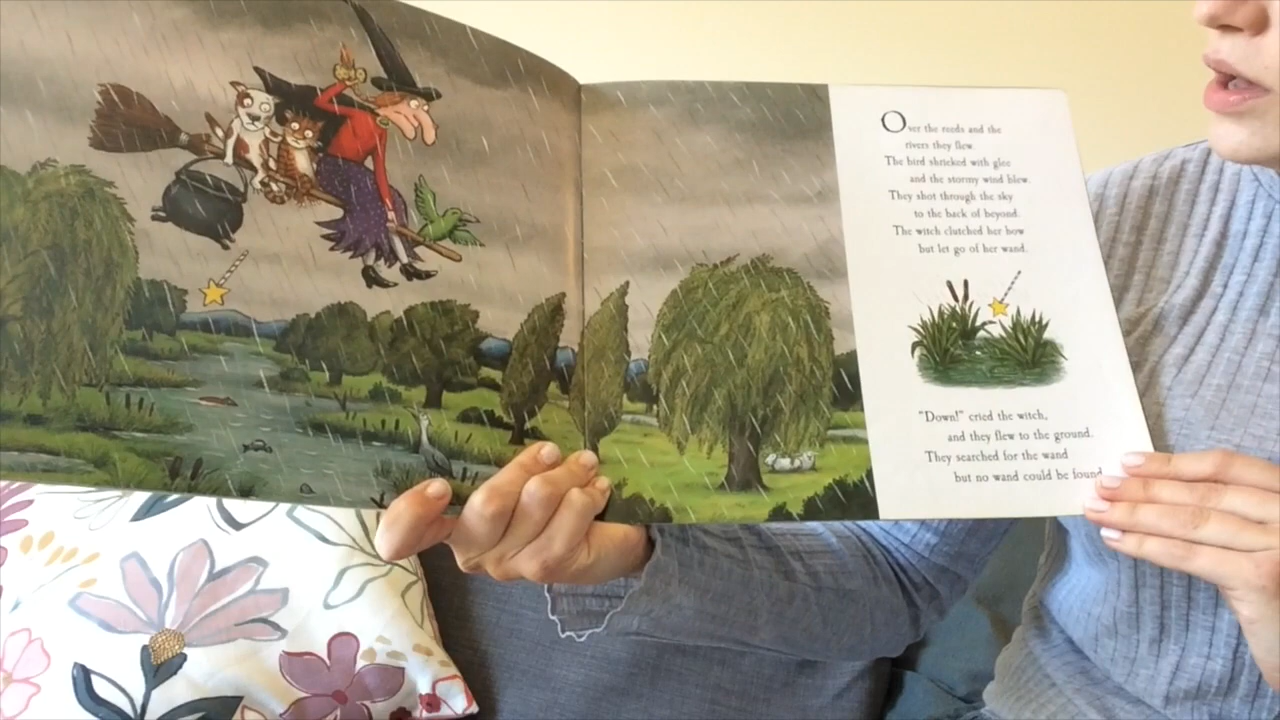 Over the reeds and the
rivers they flew.
The bird shrieked with glee
and the stormy wind blew.
They shot through the sky
to the back of beyond.
The witch clutched her bow
but let go of her wand.
"Down!" cried the witch,
and they flew to the ground.
They searched for the wand
but no wand could be found